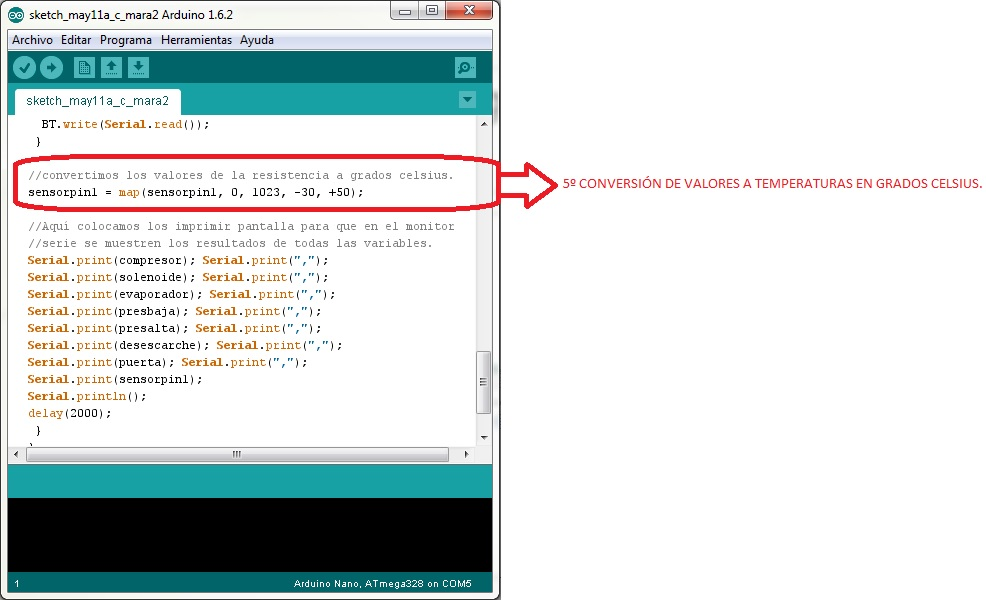 sketch_may11a_c_mara2 Arduino 1.6.2
Archivo Editar Programa Herramientas Ayuda
sketch_may11a_c_mara2
BT.write(Serial.read());
}
//convertimos los valores de la resistencia a grados celsius.
sensorpin1 = map(sensorpin1, 0, 1023, -30, +50);
5º CONVERSIÓN DE VALORES A TEMPERATURAS EN GRADOS CELSIUS.
//Aqui colocamos los imprimir pantalla para que en el monitor
//serie se muestren los resultados de todas las variables.
Serial.print(compresor); Serial.print(",");
Serial.print(solenoide); Serial.print(",");
Serial.print(evaporador); Serial.print(",");
Serial.print(presbaja); Serial.print(",");
Serial.print(presalta); Serial.print(",");
Serial.print(desescarche); Serial.print(",");
Serial.print(puerta); Serial.print(",");
Serial.print(sensorpin1);
Serial.println();
delay(2000);
}
1
Arduino Nano, ATmega328 on COM5